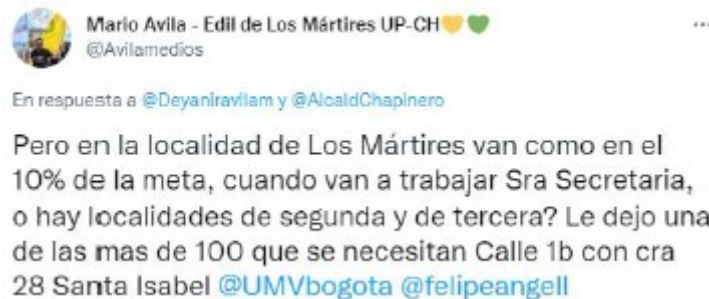 Mario Avila - Edil de Los Mártires UP-CH💛💚
@Avilamedios
En respuesta a @Deyaniravilam y @AlcaldChapinero
Pero en la localidad de Los Mártires van como en el
10% de la meta, cuando van a trabajar Sra Secretaria,
o hay localidades de segunda y de tercera? Le dejo una
de las mas de 100 que se necesitan Calle 1b con cra
28 Santa Isabel @UMVbogota @felipeangell